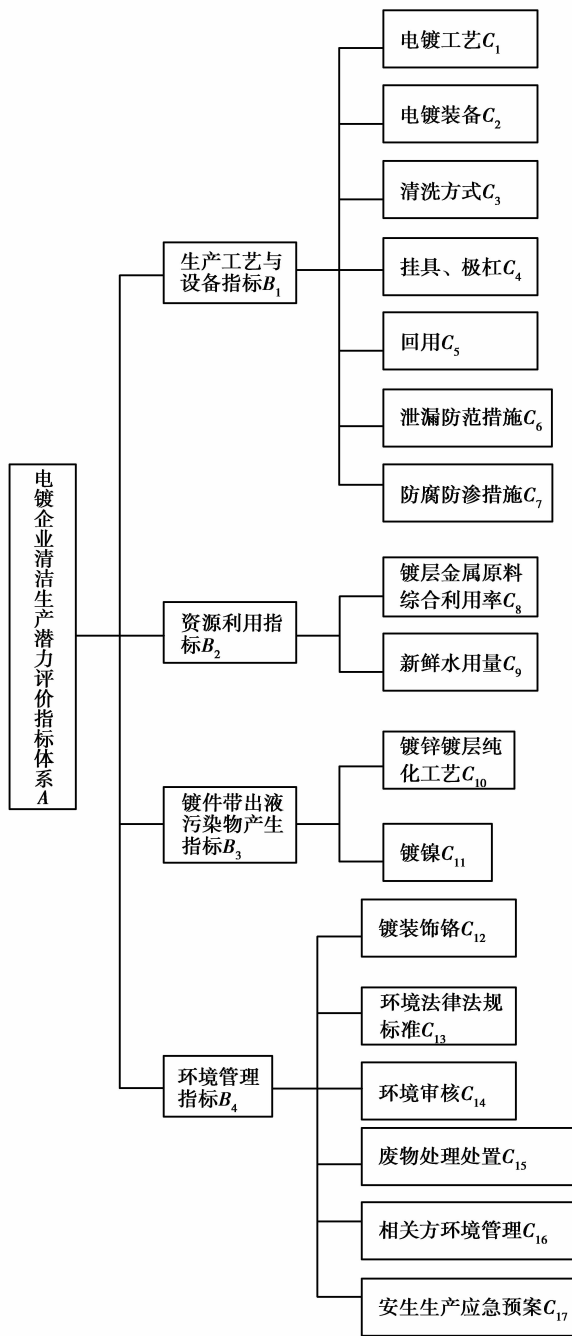 电镀企业清洁生产潜力评价指标体系A
生产工艺与
设备指标B₁
电镀工艺C₁
电镀装备C₂
清洗方式C₃
挂具、极杠C₄
回用C₅
泄漏防范措施C₆
防腐防渗措施C₇
资源利用指
标B₂
镀层金属原料
综合利用率C₈
新鲜水用量C₉
镀件带出液
污染物产生
指标B₃
镀锌镀层纯
化工艺C₁₀
镀镍C₁₁
环境管理
指标B₄
镀装饰铬C₁₂
环境法律法规
标准C₁₃
环境审核C₁₄
废物处理处置C₁₅
相关方环境管理C₁₆
安生生产应急预案C₁₇